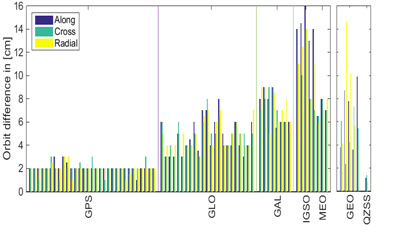 16
14
12
10
8
6
4
2
0
Orbit difference in [cm]
Along
Cross
Radial
GPS
GLO
GAL
IGSO
MEO
GEO
QZSS